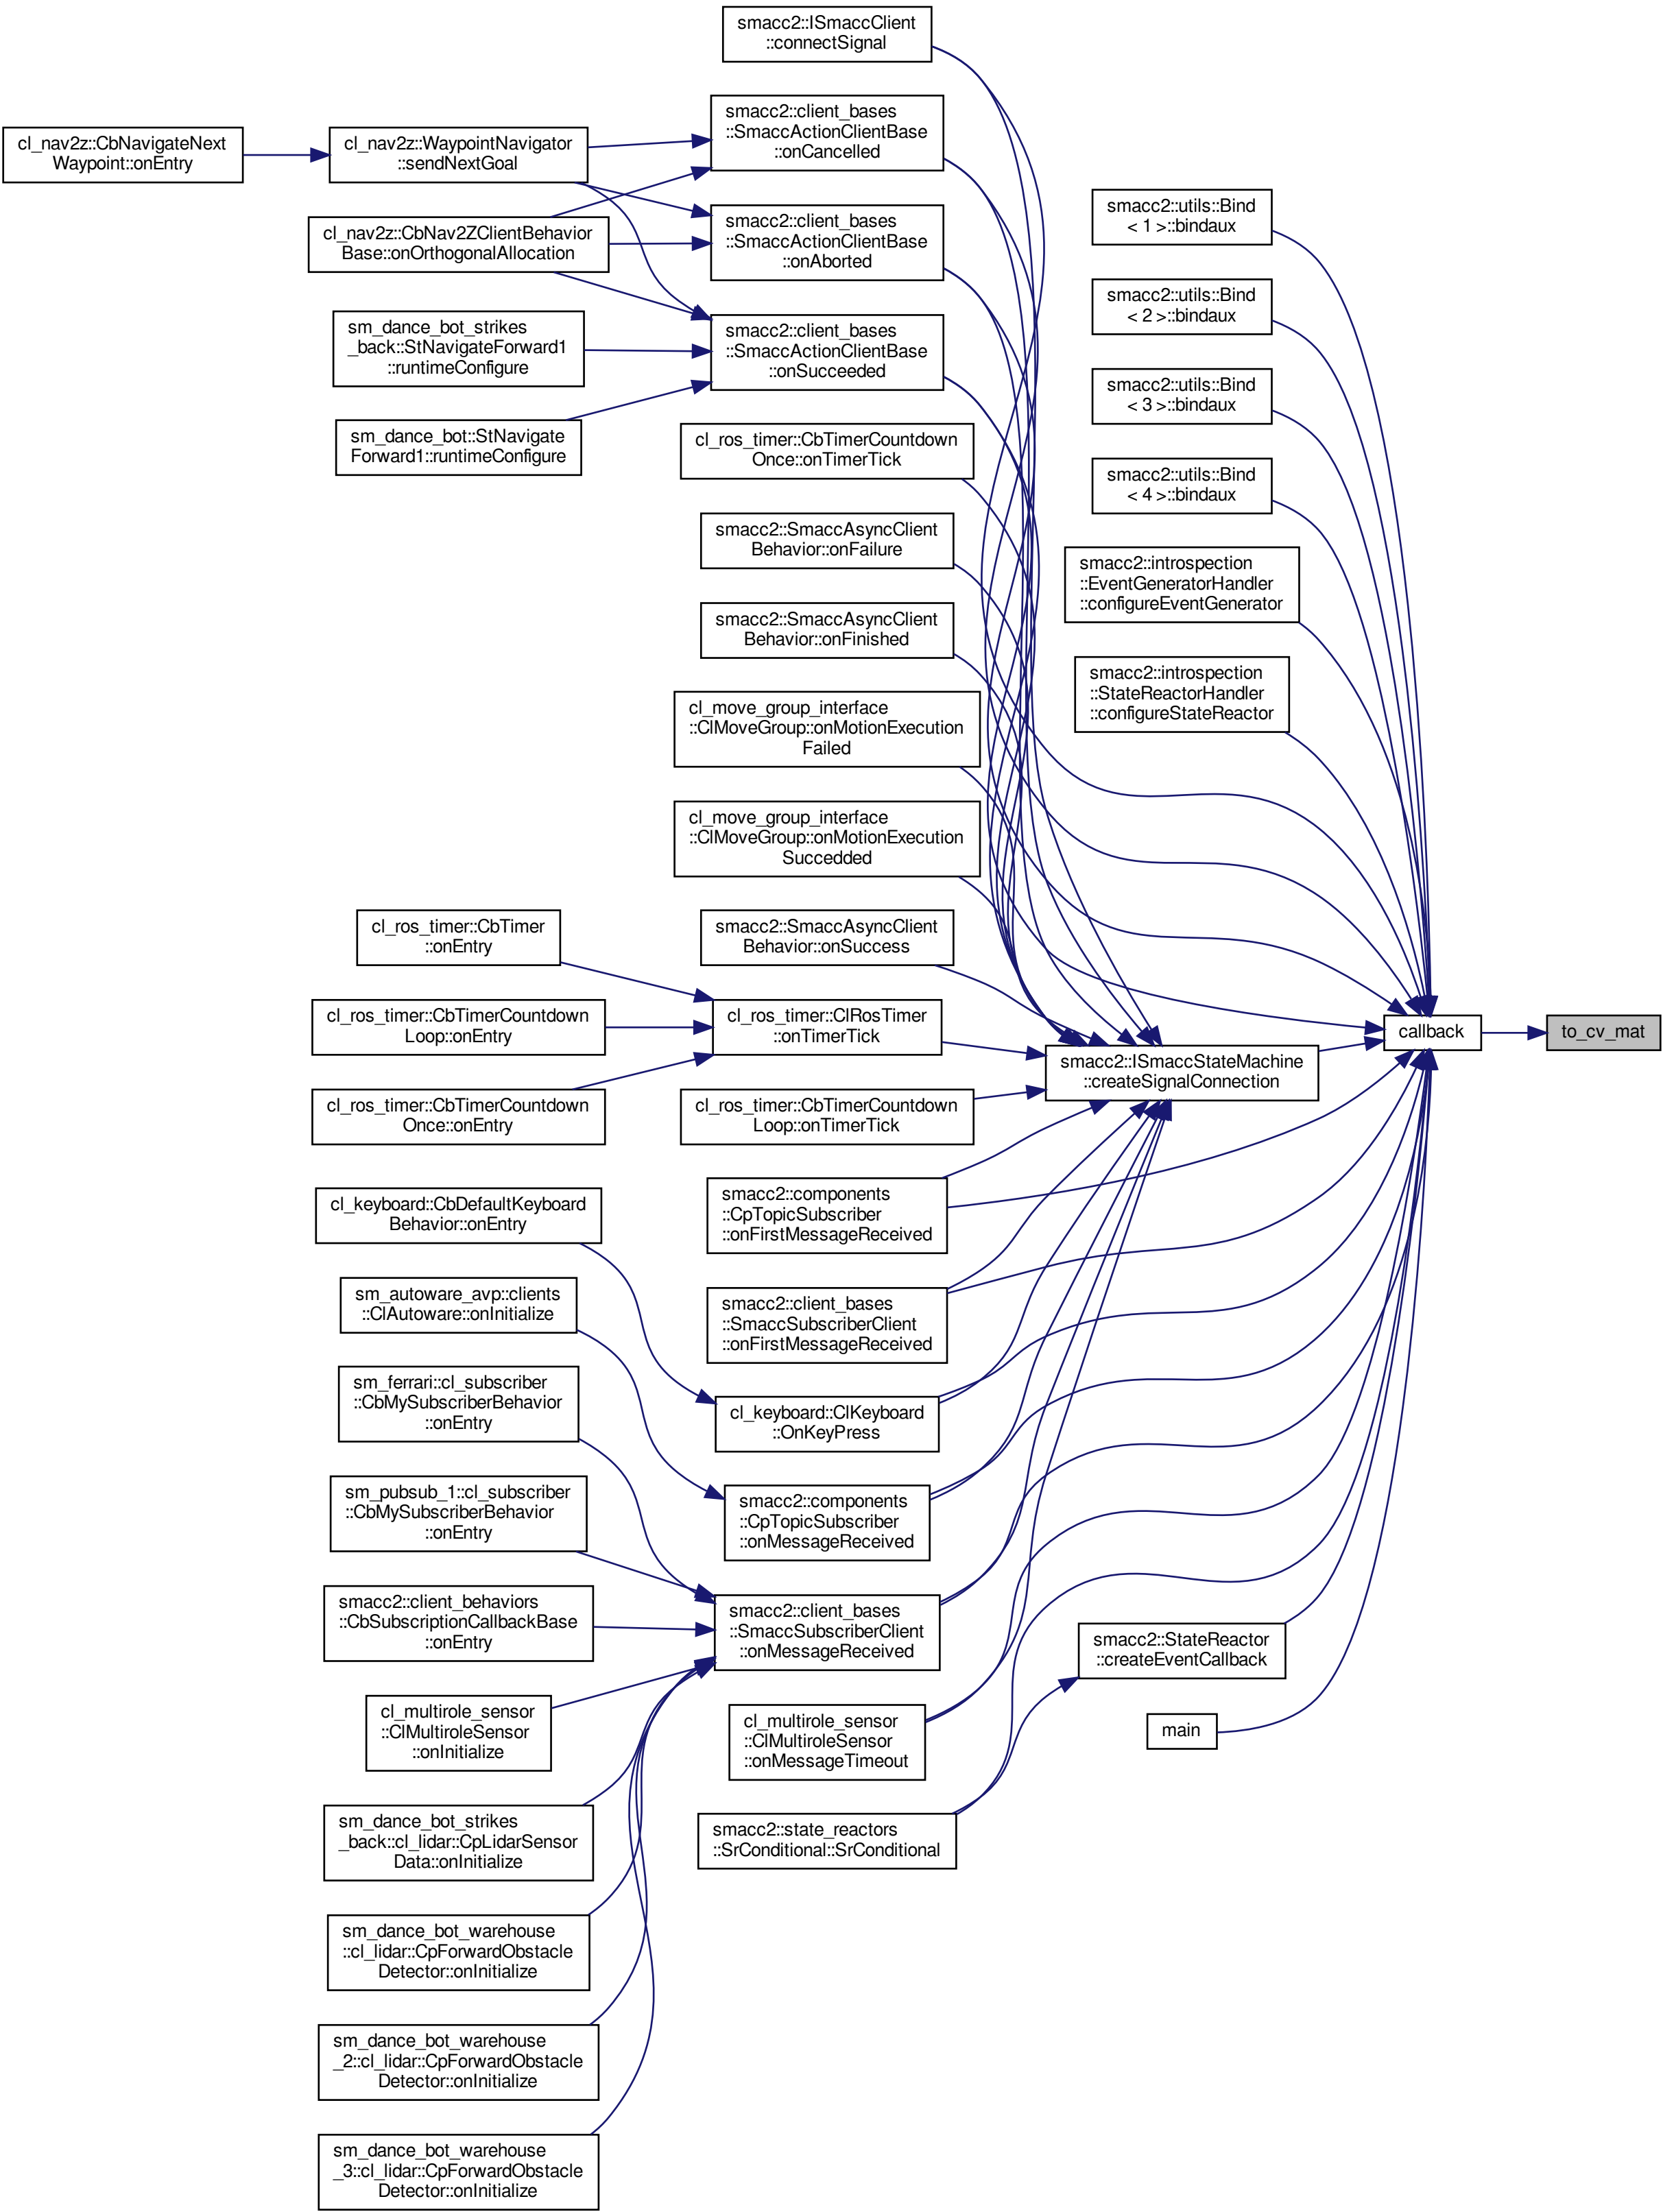 smacc2::ISmaccClient
::connectSignal
smacc2::client_bases
::SmaccActionClientBase
::onCancelled
cl_nav2z::CbNavigateNext
Waypoint::onEntry
cl_nav2z::WaypointNavigator
::sendNextGoal
smacc2::client_bases
::SmaccActionClientBase
::onAborted
cl_nav2z::CbNav2ZClientBehavior
Base::onOrthogonalAllocation
smacc2::client_bases
::SmaccActionClientBase
::onSucceeded
sm_dance_bot_strikes
_back::StNavigateForward1
::runtimeConfigure
sm_dance_bot::StNavigate
Forward1::runtimeConfigure
cl_ros_timer::CbTimerCountdown
Once::onTimerTick
smacc2::SmaccAsyncClient
Behavior::onFailure
smacc2::SmaccAsyncClient
Behavior::onFinished
cl_move_group_interface
::ClMoveGroup::onMotionExecution
Failed
cl_move_group_interface
::ClMoveGroup::onMotionExecution
Succedded
smacc2::SmaccAsyncClient
Behavior::onSuccess
cl_ros_timer::CbTimer
::onEntry
cl_ros_timer::CbTimerCountdown
Loop::onEntry
cl_ros_timer::CbTimerCountdown
Once::onEntry
cl_ros_timer::ClRosTimer
::onTimerTick
cl_ros_timer::CbTimerCountdown
Loop::onTimerTick
smacc2::components
::CpTopicSubscriber
::onFirstMessageReceived
smacc2::client_bases
::SmaccSubscriberClient
::onFirstMessageReceived
cl_keyboard::CbDefaultKeyboard
Behavior::onEntry
cl_keyboard::ClKeyboard
::OnKeyPress
sm_autoware_avp::clients
::ClAutoware::onInitialize
smacc2::components
::CpTopicSubscriber
::onMessageReceived
sm_ferrari::cl_subscriber
::CbMySubscriberBehavior
::onEntry
sm_pubsub_1::cl_subscriber
::CbMySubscriberBehavior
::onEntry
smacc2::client_behaviors
::CbSubscriptionCallbackBase
::onEntry
smacc2::client_bases
::SmaccSubscriberClient
::onMessageReceived
cl_multirole_sensor
::ClMultiroleSensor
::onInitialize
sm_dance_bot_strikes
_back::cl_lidar::CpLidarSensor
Data::onInitialize
sm_dance_bot_warehouse
::cl_lidar::CpForwardObstacle
Detector::onInitialize
sm_dance_bot_warehouse
_2::cl_lidar::CpForwardObstacle
Detector::onInitialize
sm_dance_bot_warehouse
_3::cl_lidar::CpForwardObstacle
Detector::onInitialize
cl_multirole_sensor
::ClMultiroleSensor
::onMessageTimeout
smacc2::state_reactors
::SrConditional::SrConditional
smacc2::utils::Bind
< 1 >::bindaux
smacc2::utils::Bind
< 2 >::bindaux
smacc2::utils::Bind
< 3 >::bindaux
smacc2::utils::Bind
< 4 >::bindaux
smacc2::introspection
::EventGeneratorHandler
::configureEventGenerator
smacc2::introspection
::StateReactorHandler
::configureStateReactor
smacc2::ISmaccStateMachine
::createSignalConnection
smacc2::StateReactor
::createEventCallback
main
callback
to_cv_mat